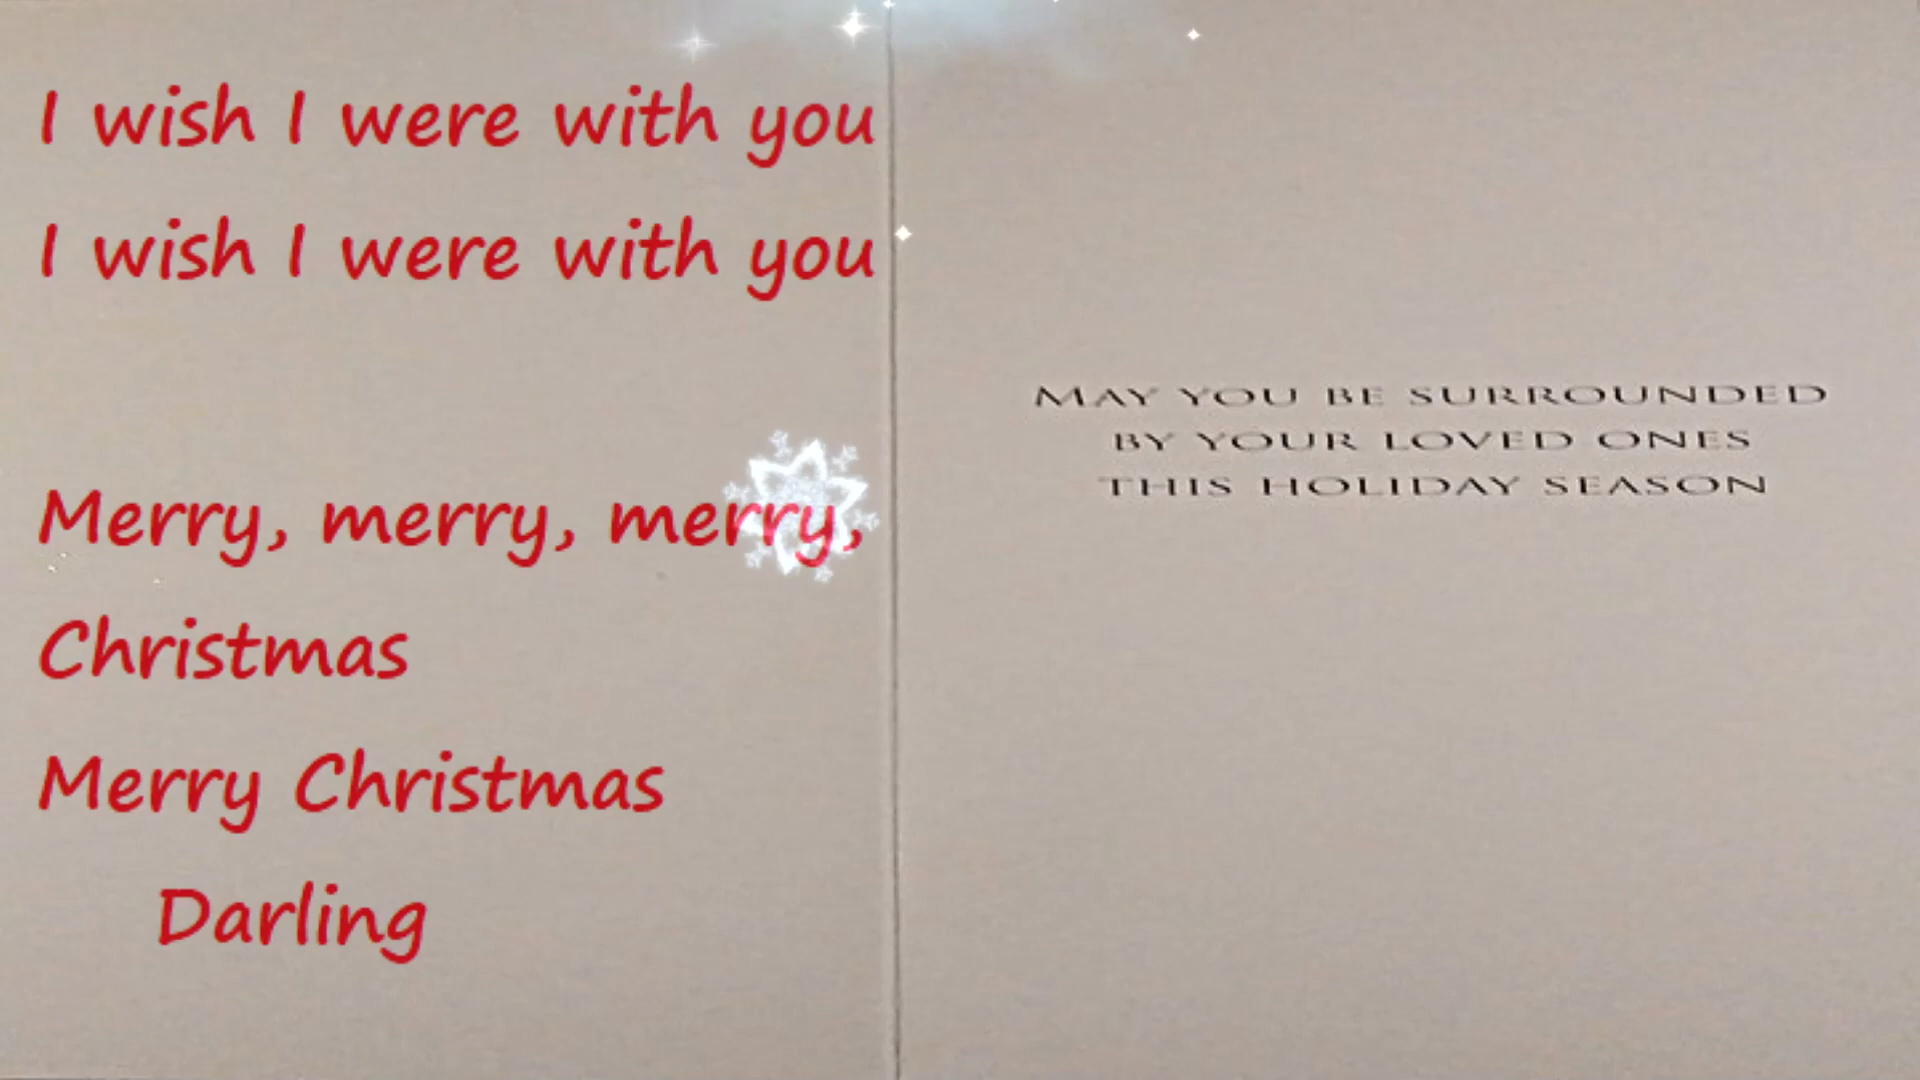 I wish I were with you
I wish I were with you
Merry, merry, merry,
Christmas
Merry Christmas
Darling
MAY YOU BE SURROUNDED
BY YOUR LOVED ONES
THIS HOLIDAY SEASON